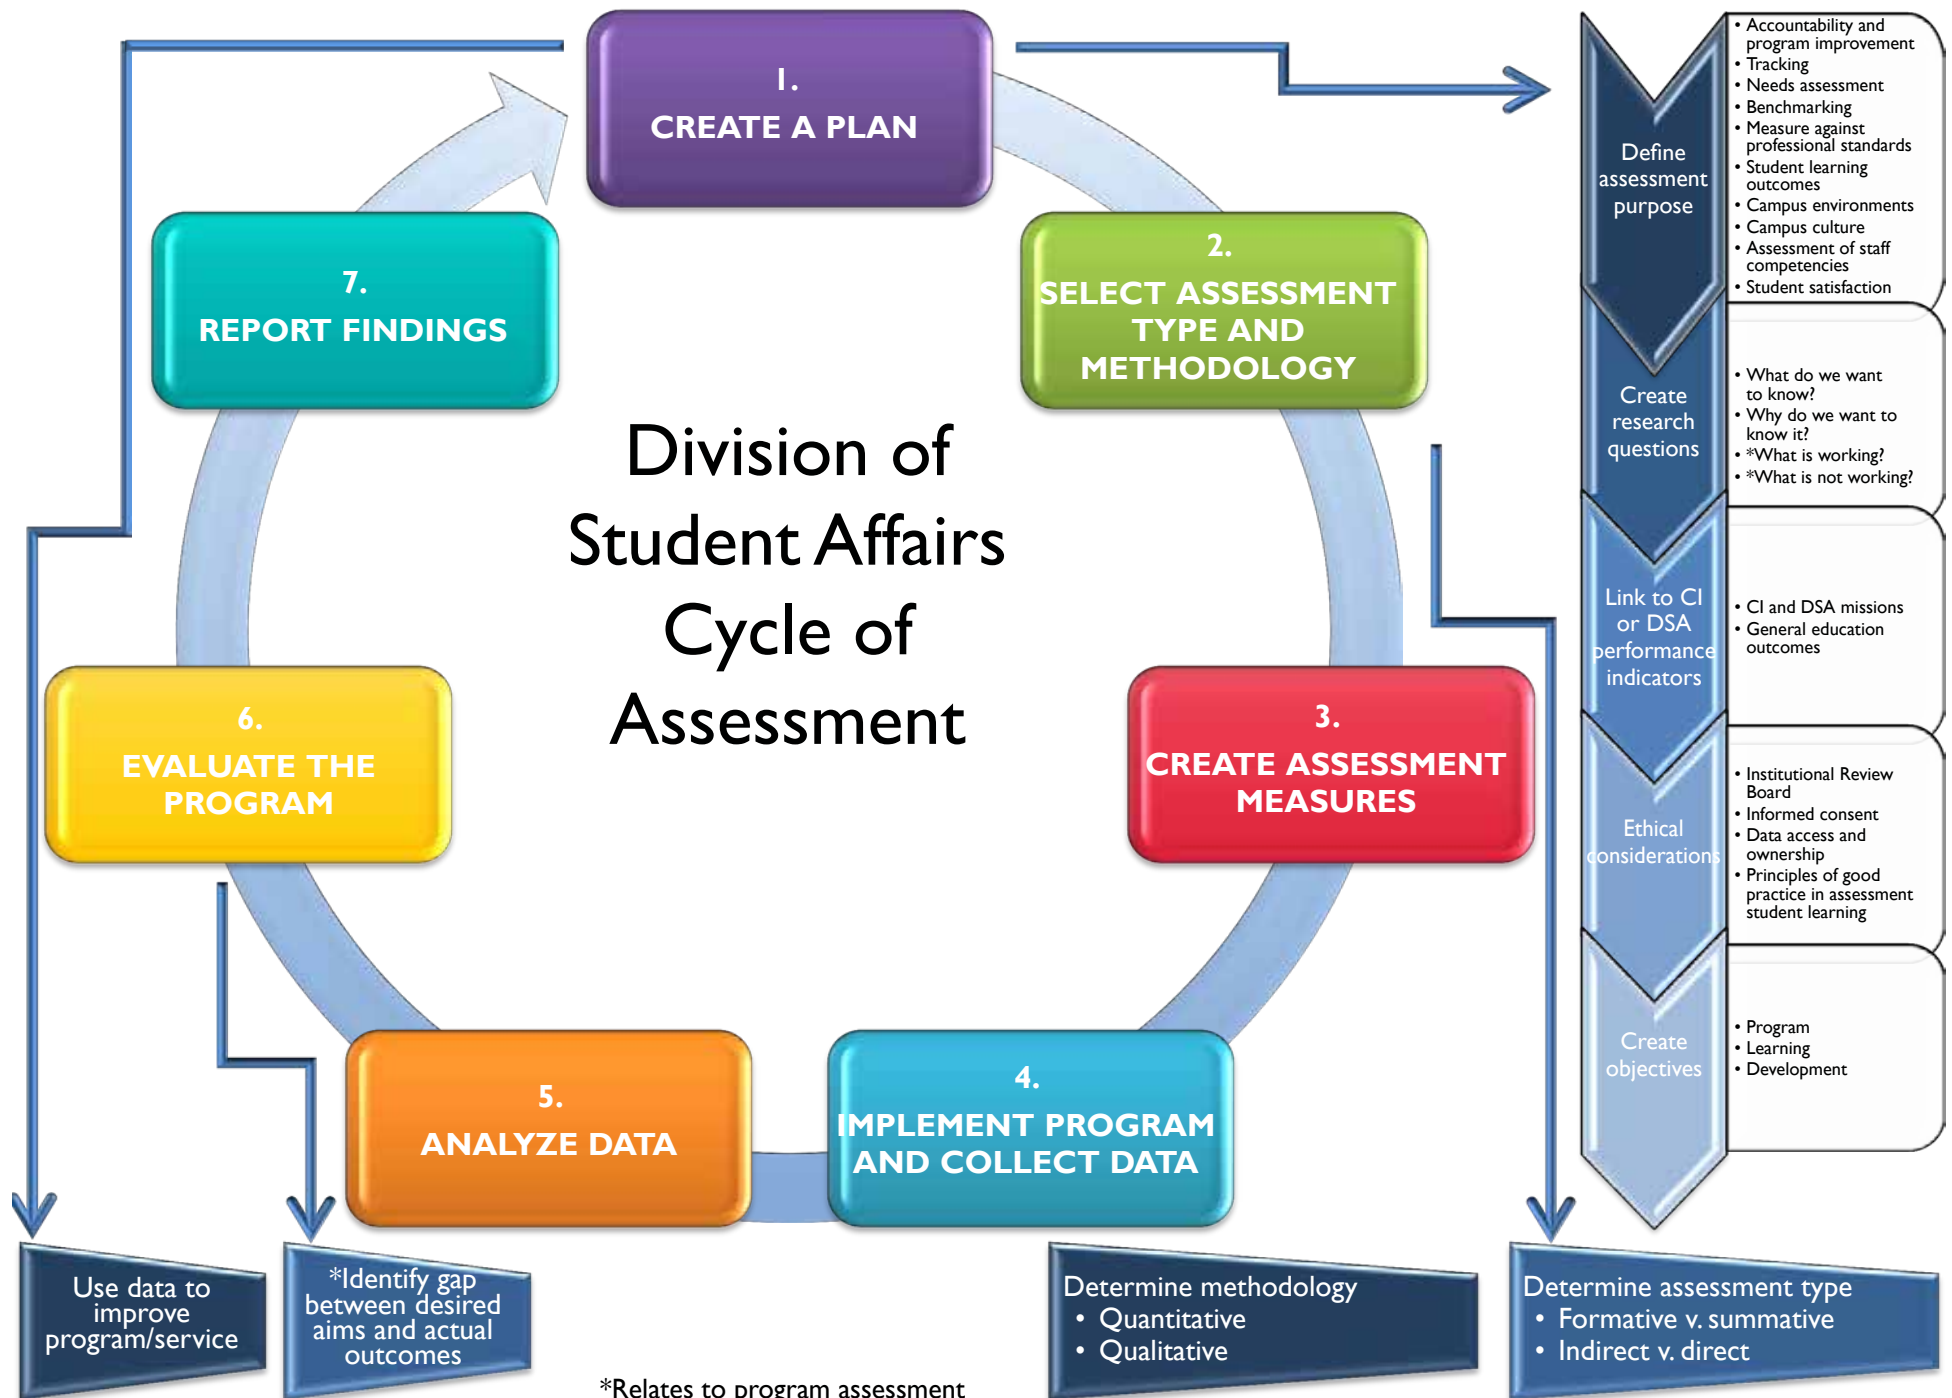 1.
CREATE A PLAN
2.
SELECT ASSESSMENT
TYPE AND
METHODOLOGY
3.
CREATE ASSESSMENT
MEASURES
4.
IMPLEMENT PROGRAM
AND COLLECT DATA
5.
ANALYZE DATA
6.
EVALUATE THE
PROGRAM
7.
REPORT FINDINGS
Division of
Student Affairs
Cycle of
Assessment
Define
assessment
purpose
• Accountability and
program improvement
• Tracking
• Needs assessment
• Benchmarking
• Measure against
professional standards
• Student learning
outcomes
• Campus environments
• Campus culture
• Assessment of staff
competencies
• Student satisfaction
Create
research
questions
• What do we want
to know?
• Why do we want to
know it?
• *What is working?
• *What is not working?
Link to CI
or DSA
performance
indicators
• CI and DSA missions
• General education
outcomes
Ethical
considerations
• Institutional Review
Board
• Informed consent
• Data access and
ownership
• Principles of good
practice in assessment
student learning
Create
objectives
• Program
• Learning
• Development
Use data to
improve
program/service
*Identify gap
between desired
aims and actual
outcomes
Determine methodology
• Quantitative
• Qualitative
Determine assessment type
• Formative v. summative
• Indirect v. direct
*Relates to program assessment